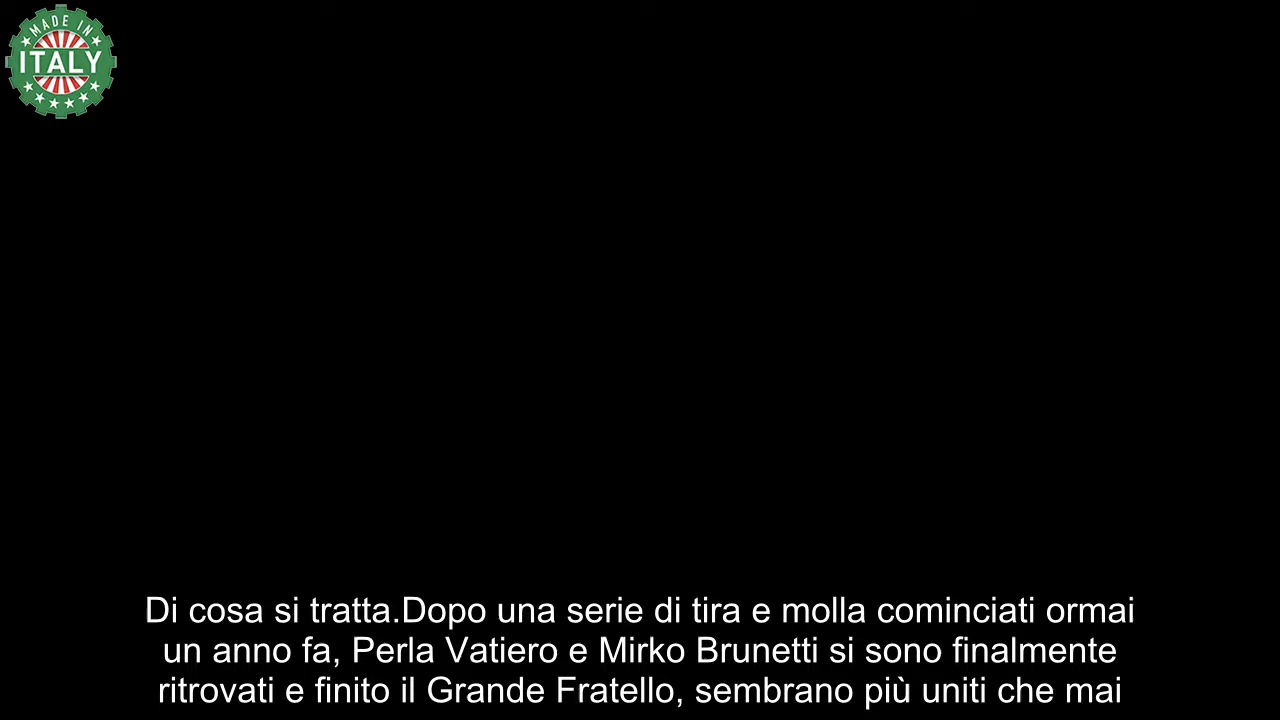 MADE IN
ITALY
Di cosa si tratta.Dopo una serie di tira e molla cominciati ormai
un anno fa, Perla Vatiero e Mirko Brunetti si sono finalmente
ritrovati e finito il Grande Fratello, sembrano più uniti che mai